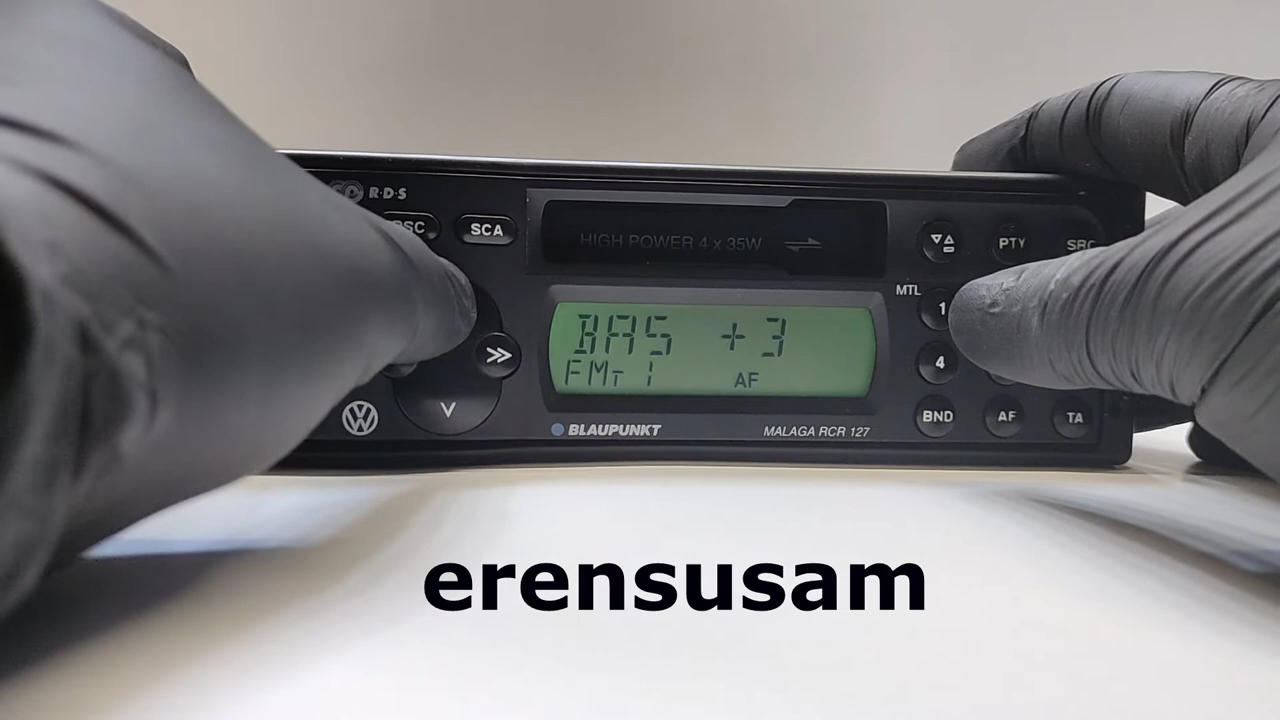 R·D·S
SCA
HIGH POWER 4 x 35W
PTY
SRC
MTL
1
4
BAS +3
FMT 1
AF
BND
AF
TA
BLAUPUNKT
MALAGA RCR 127
erensusam